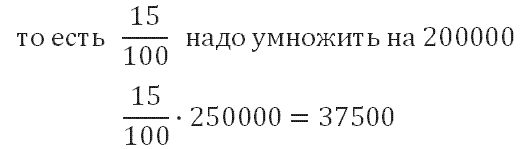 то есть 15/100 надо умножить на 200000
15/100 · 250000 = 37500